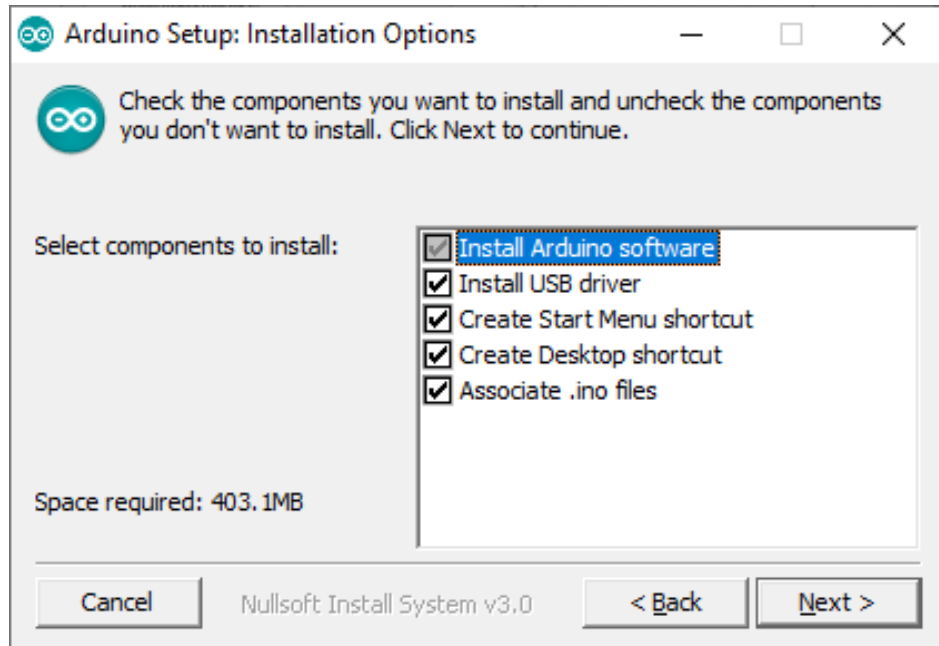 Arduino Setup: Installation Options
Check the components you want to install and uncheck the components
you don't want to install. Click Next to continue.
Select components to install:
Install Arduino software
Install USB driver
Create Start Menu shortcut
Create Desktop shortcut
Associate .ino files
Space required: 403.1MB
Cancel
Nullsoft Install System v3.0
< Back
Next >